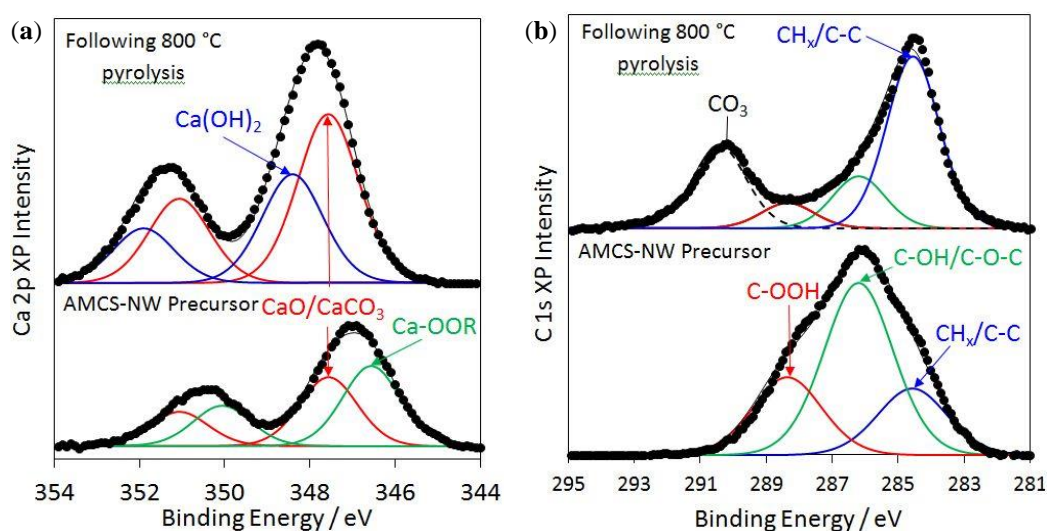 (a)
Following 800 °C
pyrolysis
Ca(OH)2
AMCS-NW Precursor
CaO/CaCO3
Ca-OOR
Ca 2p XP Intensity
354 352 350 348 346 344
Binding Energy / eV
(b)
Following 800 °C
pyrolysis
CHx/C-C
CO3
AMCS-NW Precursor
C-OH/C-O-C
C-OOH
CHx/C-C
C1s XP Intensity
295 293 291 289 287 285 283 281
Binding Energy / eV